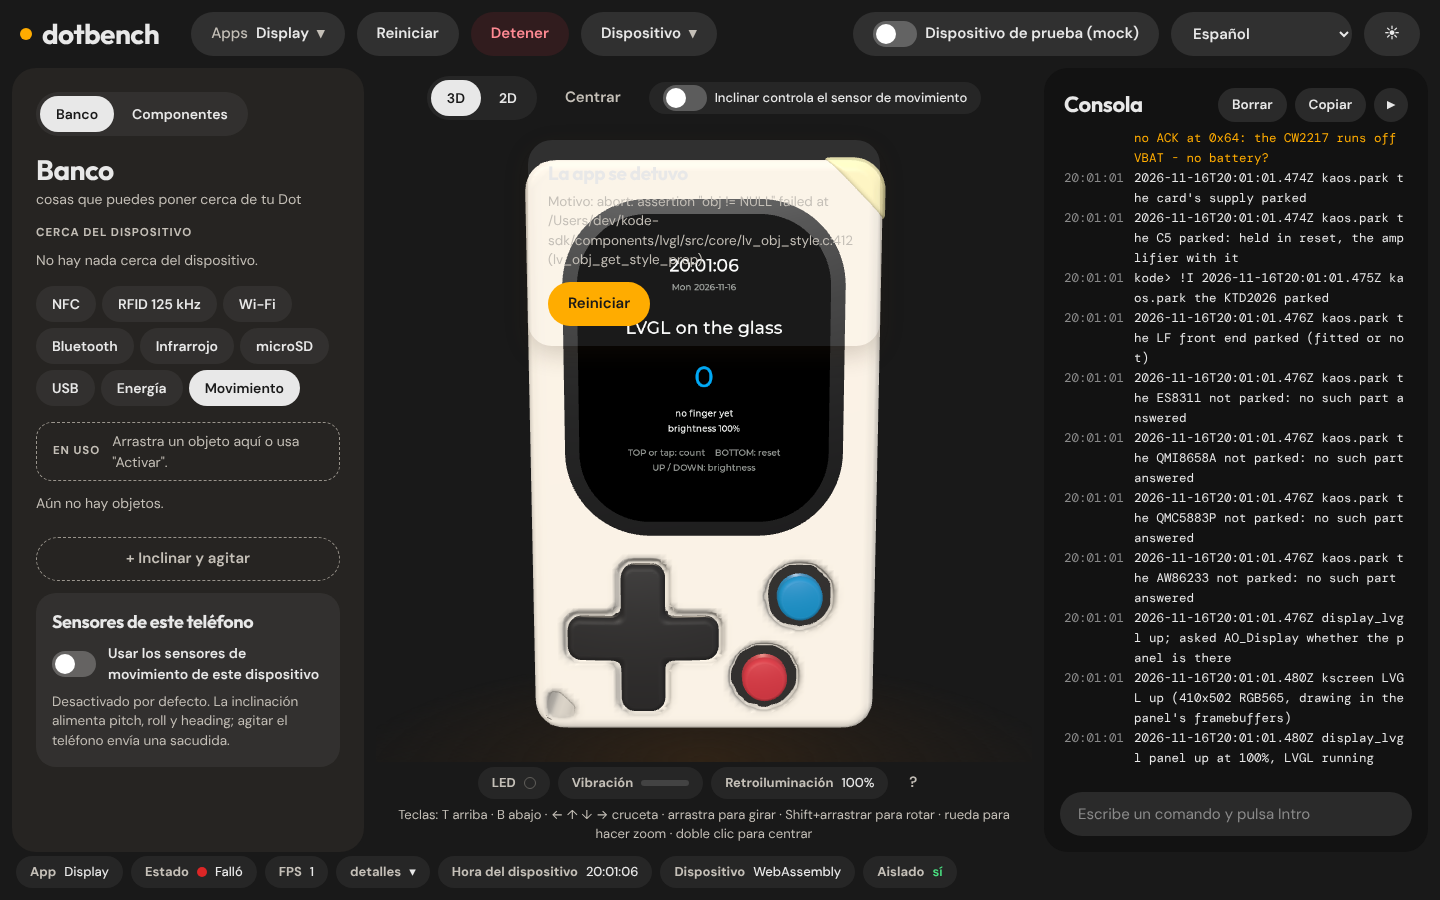 dotbench
Apps Display ▾
Reiniciar
Detener
Dispositivo ▾
Dispositivo de prueba (mock)
Español
Banco
Componentes
Banco
cosas que puedes poner cerca de tu Dot
CERCA DEL DISPOSITIVO
No hay nada cerca del dispositivo.
NFC
RFID 125 kHz
Wi-Fi
Bluetooth
Infrarrojo
microSD
USB
Energía
Movimiento
EN USO
Arrastra un objeto aquí o usa
"Activar".
Aún no hay objetos.
+ Inclinar y agitar
Sensores de este teléfono
Usar los sensores de
movimiento de este dispositivo
Desactivado por defecto. La inclinación
alimenta pitch, roll y heading; agitar el
teléfono envía una sacudida.
3D
2D
Centrar
Inclinar controla el sensor de movimiento
La app se detuvo
Motivo: abort: assertion "obj != NULL" failed at
/Users/dev/kode-
sdk/components/lvgl/src/core/lv_obj_style.c:412
(lv_obj_get_style_prop)
Reiniciar
20:01:06
Mon 2026-11-16
LVGL on the glass
0
no finger yet
brightness 100%
TOP or tap: count BOTTOM: reset
UP / DOWN: brightness
LED
Vibración
Retroiluminación 100%
?
Teclas: T arriba · B abajo · ← ↑ ↓ → cruceta · arrastra para girar · Shift+arrastrar para rotar · rueda para
hacer zoom · doble clic para centrar
Consola
Borrar
Copiar
no ACK at 0x64: the CW2217 runs off
VBAT - no battery?
20:01:01 2026-11-16T20:01:01.474Z kaos.park t
he card's supply parked
20:01:01 2026-11-16T20:01:01.474Z kaos.park t
he C5 parked: held in reset, the amp
lifier with it
20:01:01 kode> !I 2026-11-16T20:01:01.475Z ka
os.park the KTD2026 parked
20:01:01 2026-11-16T20:01:01.476Z kaos.park t
he LF front end parked (fitted or no
t)
20:01:01 2026-11-16T20:01:01.476Z kaos.park t
he ES8311 not parked: no such part a
nswered
20:01:01 2026-11-16T20:01:01.476Z kaos.park t
he QMI8658A not parked: no such part
answered
20:01:01 2026-11-16T20:01:01.476Z kaos.park t
he QMC5883P not parked: no such part
answered
20:01:01 2026-11-16T20:01:01.476Z kaos.park t
he AW86233 not parked: no such part
answered
20:01:01 2026-11-16T20:01:01.476Z display_lvg
l up; asked AO_Display whether the p
anel is there
20:01:01 2026-11-16T20:01:01.480Z kscreen LVG
L up (410x502 RGB565, drawing in the
panel's framebuffers)
20:01:01 2026-11-16T20:01:01.480Z display_lvg
l panel up at 100%, LVGL running
Escribe un comando y pulsa Intro
App Display
Estado Falló
FPS 1
detalles ▾
Hora del dispositivo 20:01:06
Dispositivo WebAssembly
Aislado sí